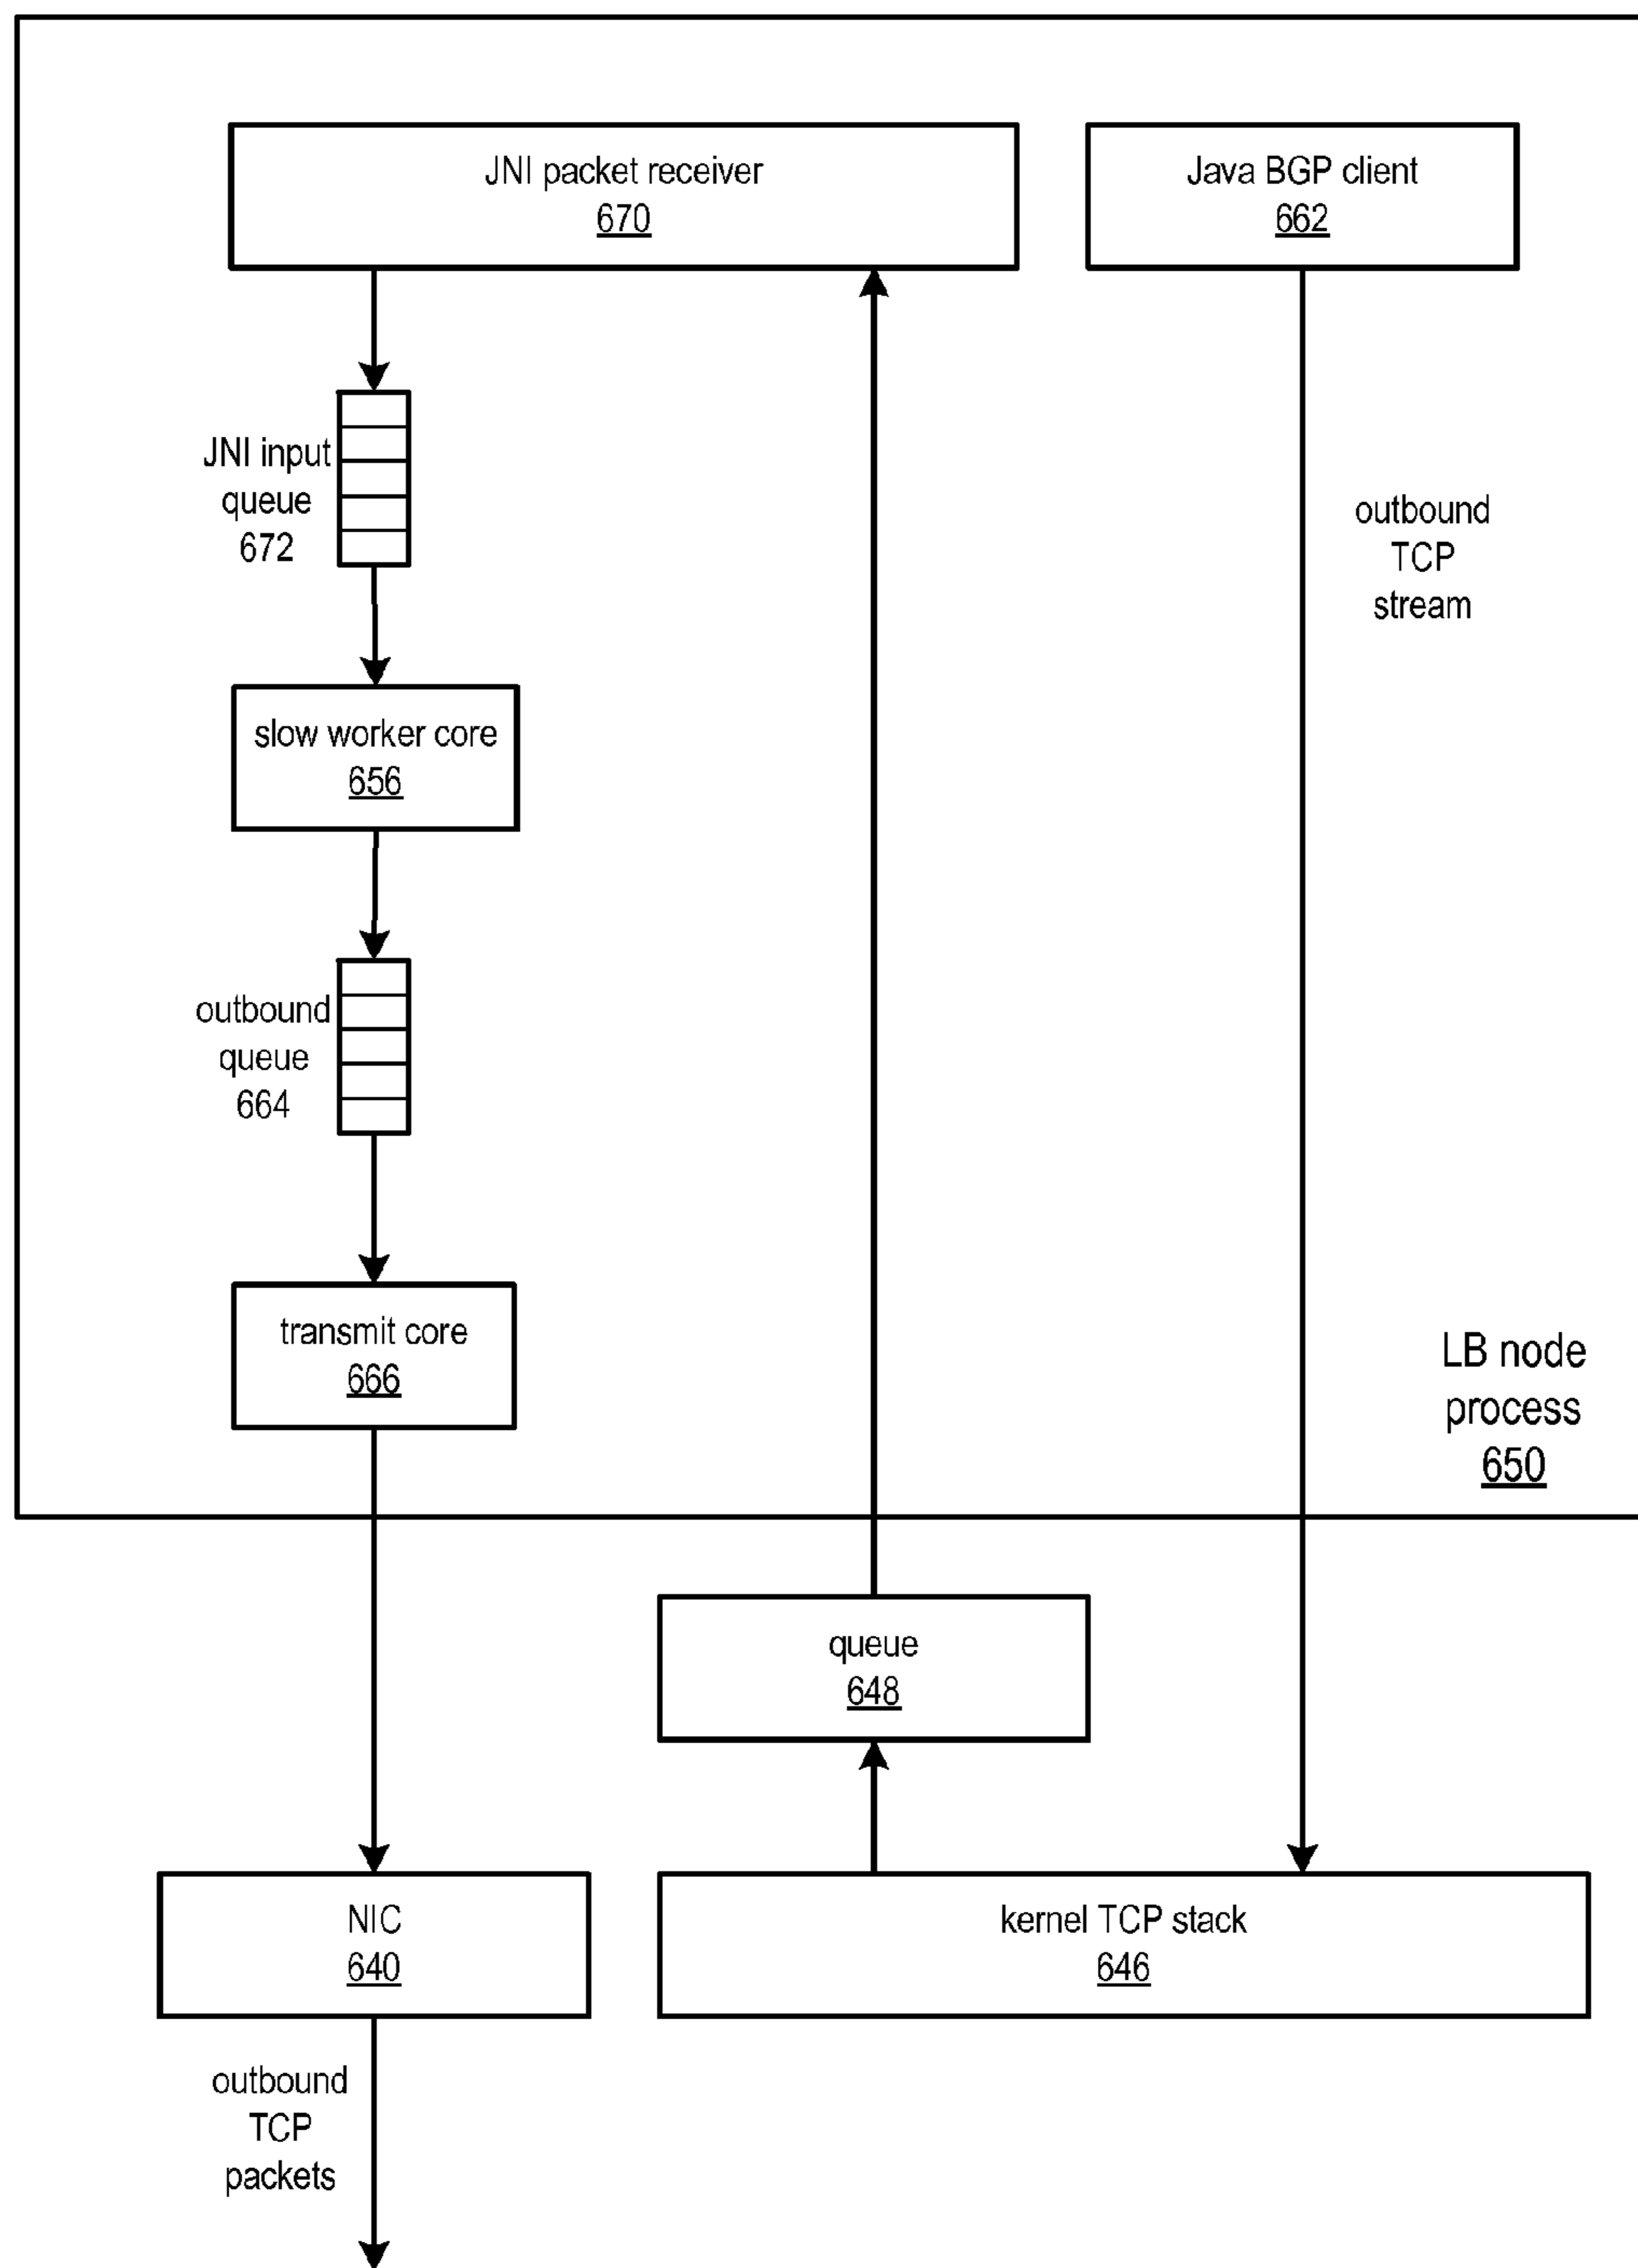 JNI packet receiver
670
Java BGP client
662
JNI input
queue
672
outbound
TCP
stream
slow worker core
656
outbound
queue
664
transmit core
666
LB node
process
650
queue
648
NIC
640
kernel TCP stack
646
outbound
TCP
packets